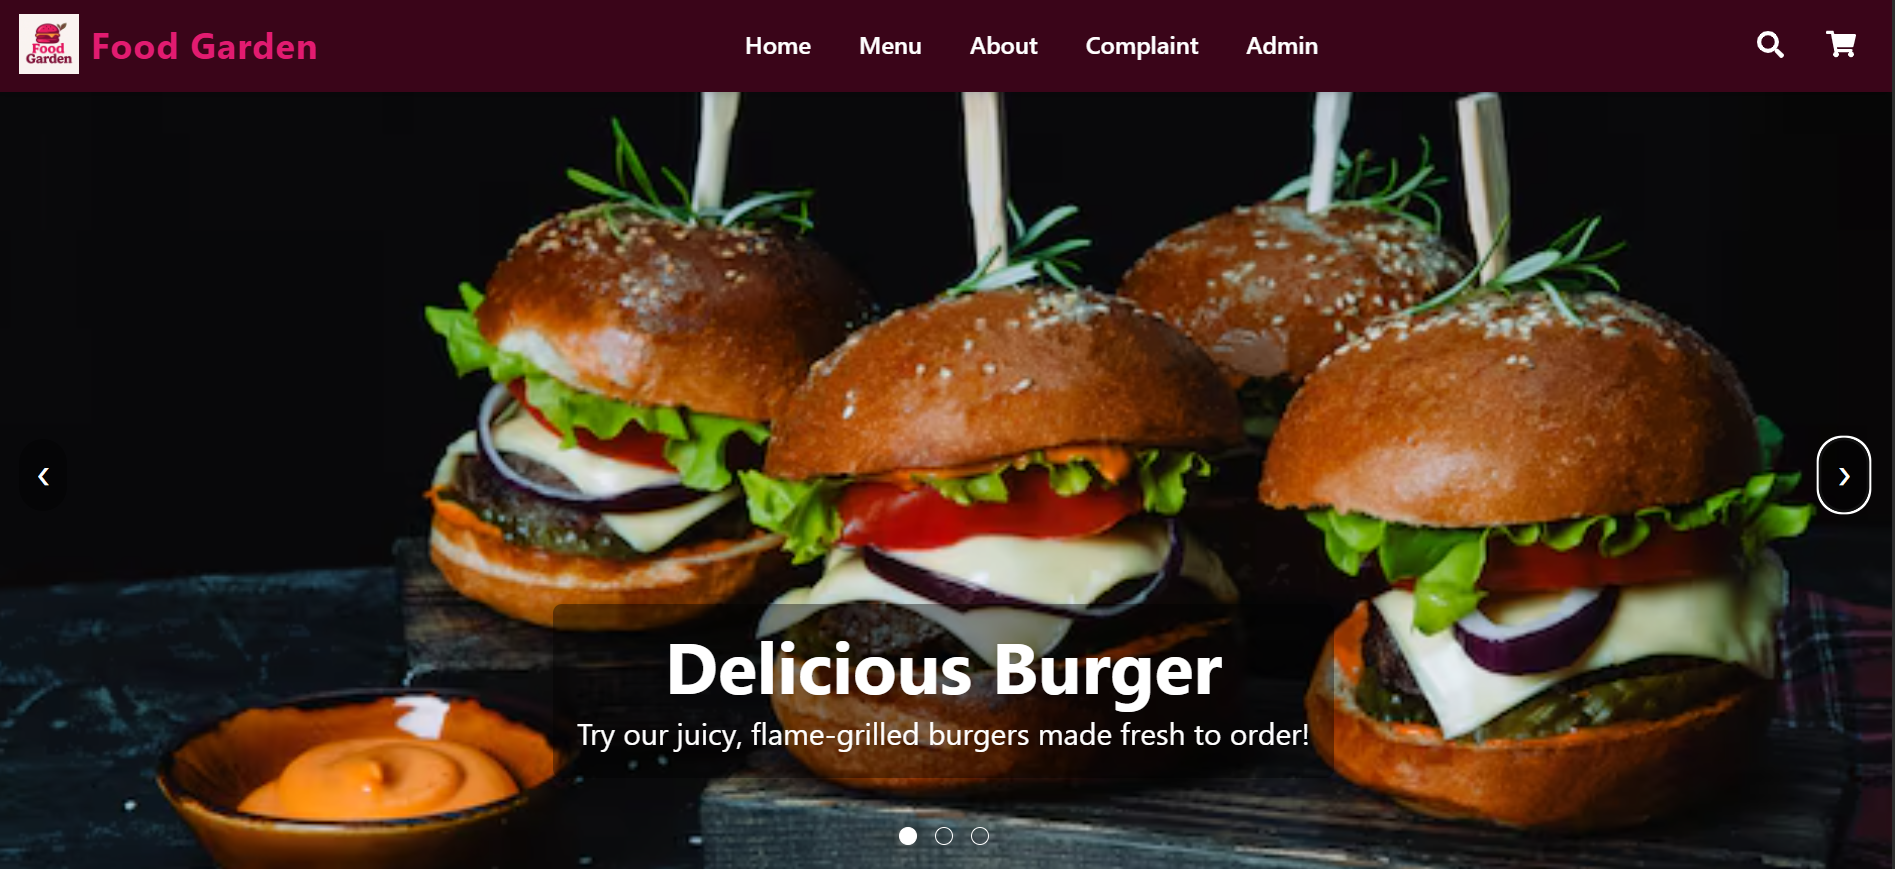 Food
Garden
Food Garden
Home
Menu
About
Complaint
Admin
Delicious Burger
Try our juicy, flame-grilled burgers made fresh to order!